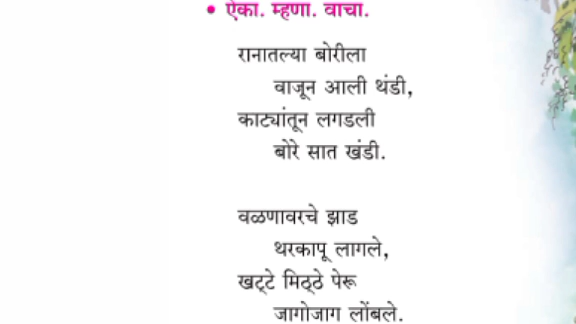 • ऐका. म्हणा. वाचा.
रानातल्या बोरीला
वाजून आली थंडी,
काट्यांतून लगडली
बोरे सात खंडी.
वळणावरचे झाड
थरकापू लागले,
खट्टे मिठ्ठे पेरू
जागोजाग लोंबले.